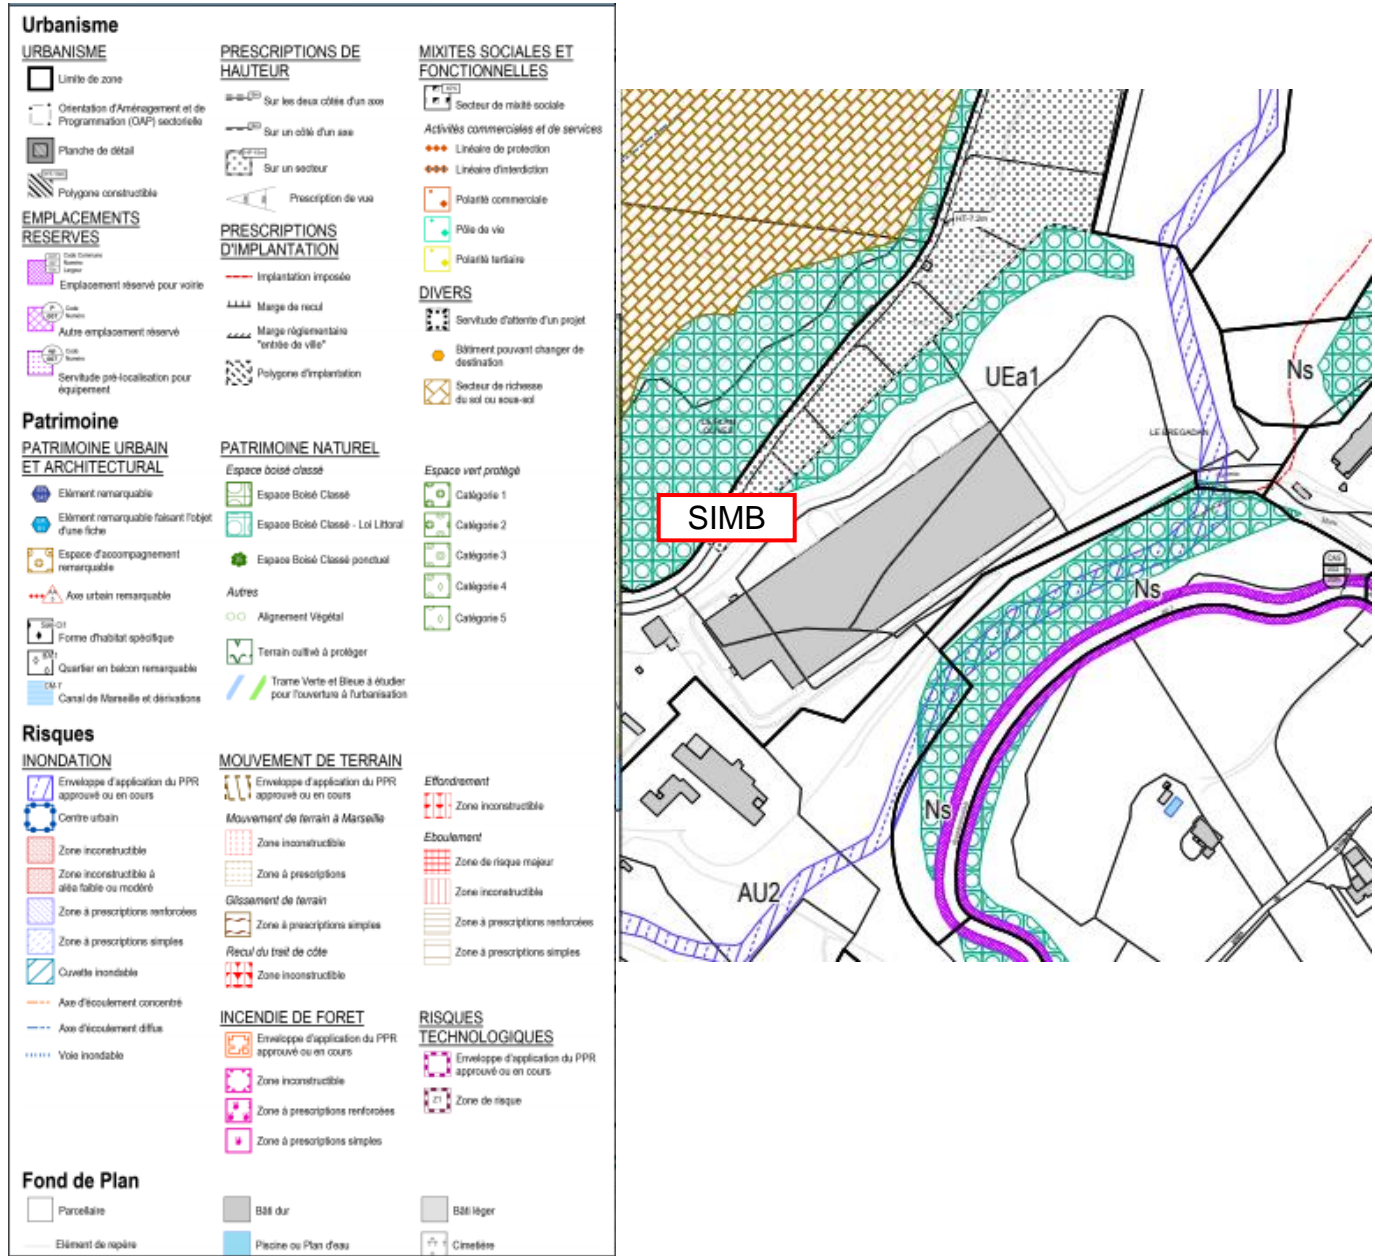 Urbanisme
URBANISME
Limite de zone
Orientation d'Aménagement et de
Programmation (OAP) sectorielle
Planche de détail
Polygone constructible
EMPLACEMENTS
RESERVES
Code Commune
Numéro
Largeur
Emplacement réservé pour voirie
Code
Numéro
Autre emplacement réservé
Code
Numéro
Servitude pré-localisation pour
équipement
PRESCRIPTIONS DE
HAUTEUR
Sur les deux côtés d'un axe
Sur un côté d'un axe
Sur un secteur
Prescription de vue
PRESCRIPTIONS
D'IMPLANTATION
Implantation imposée
Marge de recul
Marge réglementaire
"entrée de ville"
Polygone d'implantation
MIXITES SOCIALES ET
FONCTIONNELLES
Secteur de mixité sociale
Activités commerciales et de services
Linéaire de protection
Linéaire d'interdiction
Polarité commerciale
Pôle de vie
Polarité tertiaire
DIVERS
Servitude d'attente d'un projet
Bâtiment pouvant changer de
destination
Secteur de richesse
du sol ou sous-sol
Patrimoine
PATRIMOINE URBAIN
ET ARCHITECTURAL
Elément remarquable
Elément remarquable faisant l'objet
d'une fiche
Espace d'accompagnement
remarquable
Axe urbain remarquable
Forme d'habitat spécifique
Quartier en balcon remarquable
Canal de Marseille et dérivations
PATRIMOINE NATUREL
Espace boisé classé
Espace Boisé Classé
Espace Boisé Classé - Loi Littoral
Espace Boisé Classé ponctuel
Autres
Alignement Végétal
Terrain cultivé à protéger
Trame Verte et Bleue à étudier
pour l'ouverture à l'urbanisation
Espace vert protégé
Catégorie 1
Catégorie 2
Catégorie 3
Catégorie 4
Catégorie 5
Risques
INONDATION
Enveloppe d'application du PPR
approuvé ou en cours
Centre urbain
Zone inconstructible
Zone inconstructible à
aléa faible ou modéré
Zone à prescriptions renforcées
Zone à prescriptions simples
Cuvette inondable
Axe d'écoulement concentré
Axe d'écoulement diffus
Voie inondable
MOUVEMENT DE TERRAIN
Enveloppe d'application du PPR
approuvé ou en cours
Mouvement de terrain à Marseille
Zone inconstructible
Zone à prescriptions
Glissement de terrain
Zone à prescriptions simples
Recul du trait de côte
Zone inconstructible
Effondrement
Zone inconstructible
Eboulement
Zone de risque majeur
Zone inconstructible
Zone à prescriptions renforcées
Zone à prescriptions simples
INCENDIE DE FORET
Enveloppe d'application du PPR
approuvé ou en cours
Zone inconstructible
Zone à prescriptions renforcées
Zone à prescriptions simples
RISQUES
TECHNOLOGIQUES
Enveloppe d'application du PPR
approuvé ou en cours
Zone de risque
Fond de Plan
Parcellaire
Elément de repère
Bâti dur
Piscine ou Plan d'eau
Bâti léger
Cimetière
HT-7.2m
UEa1
Ns
LE BREGADAN
SIMB
Ns
Ns
AU2